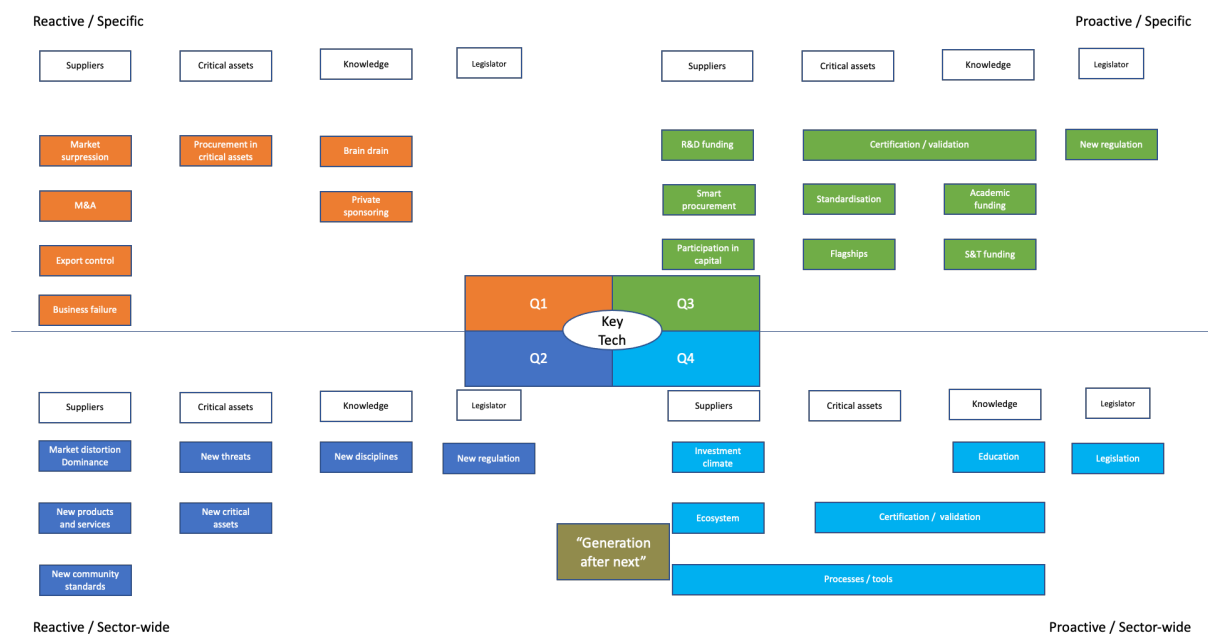 Reactive / Specific
Proactive / Specific
Suppliers
Critical assets
Knowledge
Legislator
Suppliers
Critical assets
Knowledge
Legislator
Market
surpression
Procurement in
critical assets
Brain drain
R&D funding
Certification / validation
New regulation
M&A
Private
sponsoring
Smart
procurement
Standardisation
Academic
funding
Export control
Participation in
capital
Flagships
S&T funding
Business failure
Q1
Q3
Key
Tech
Q2
Q4
Suppliers
Critical assets
Knowledge
Legislator
Suppliers
Critical assets
Knowledge
Legislator
Market distortion
Dominance
New threats
New disciplines
New regulation
Investment
climate
Education
Legislation
New products
and services
New critical
assets
Ecosystem
Certification / validation
"Generation
after next"
New community
standards
Processes / tools
Reactive / Sector-wide
Proactive / Sector-wide